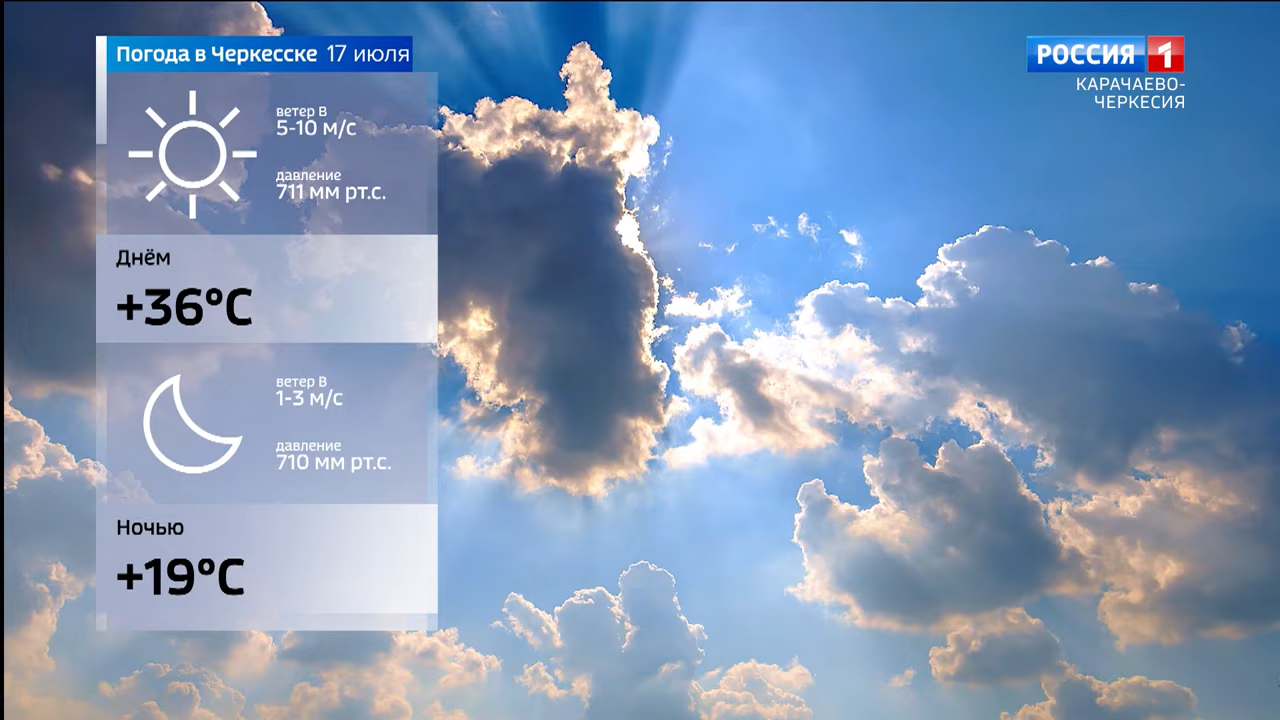 Погода в Черкесске 17 июля
ветер В
5-10 м/с
давление
711 мм рт.с.
Днём
+36°C
ветер В
1-3 м/с
давление
710 мм рт.с.
Ночью
+19°C
РОССИЯ 1
КАРАЧАЕВО-
ЧЕРКЕСИЯ